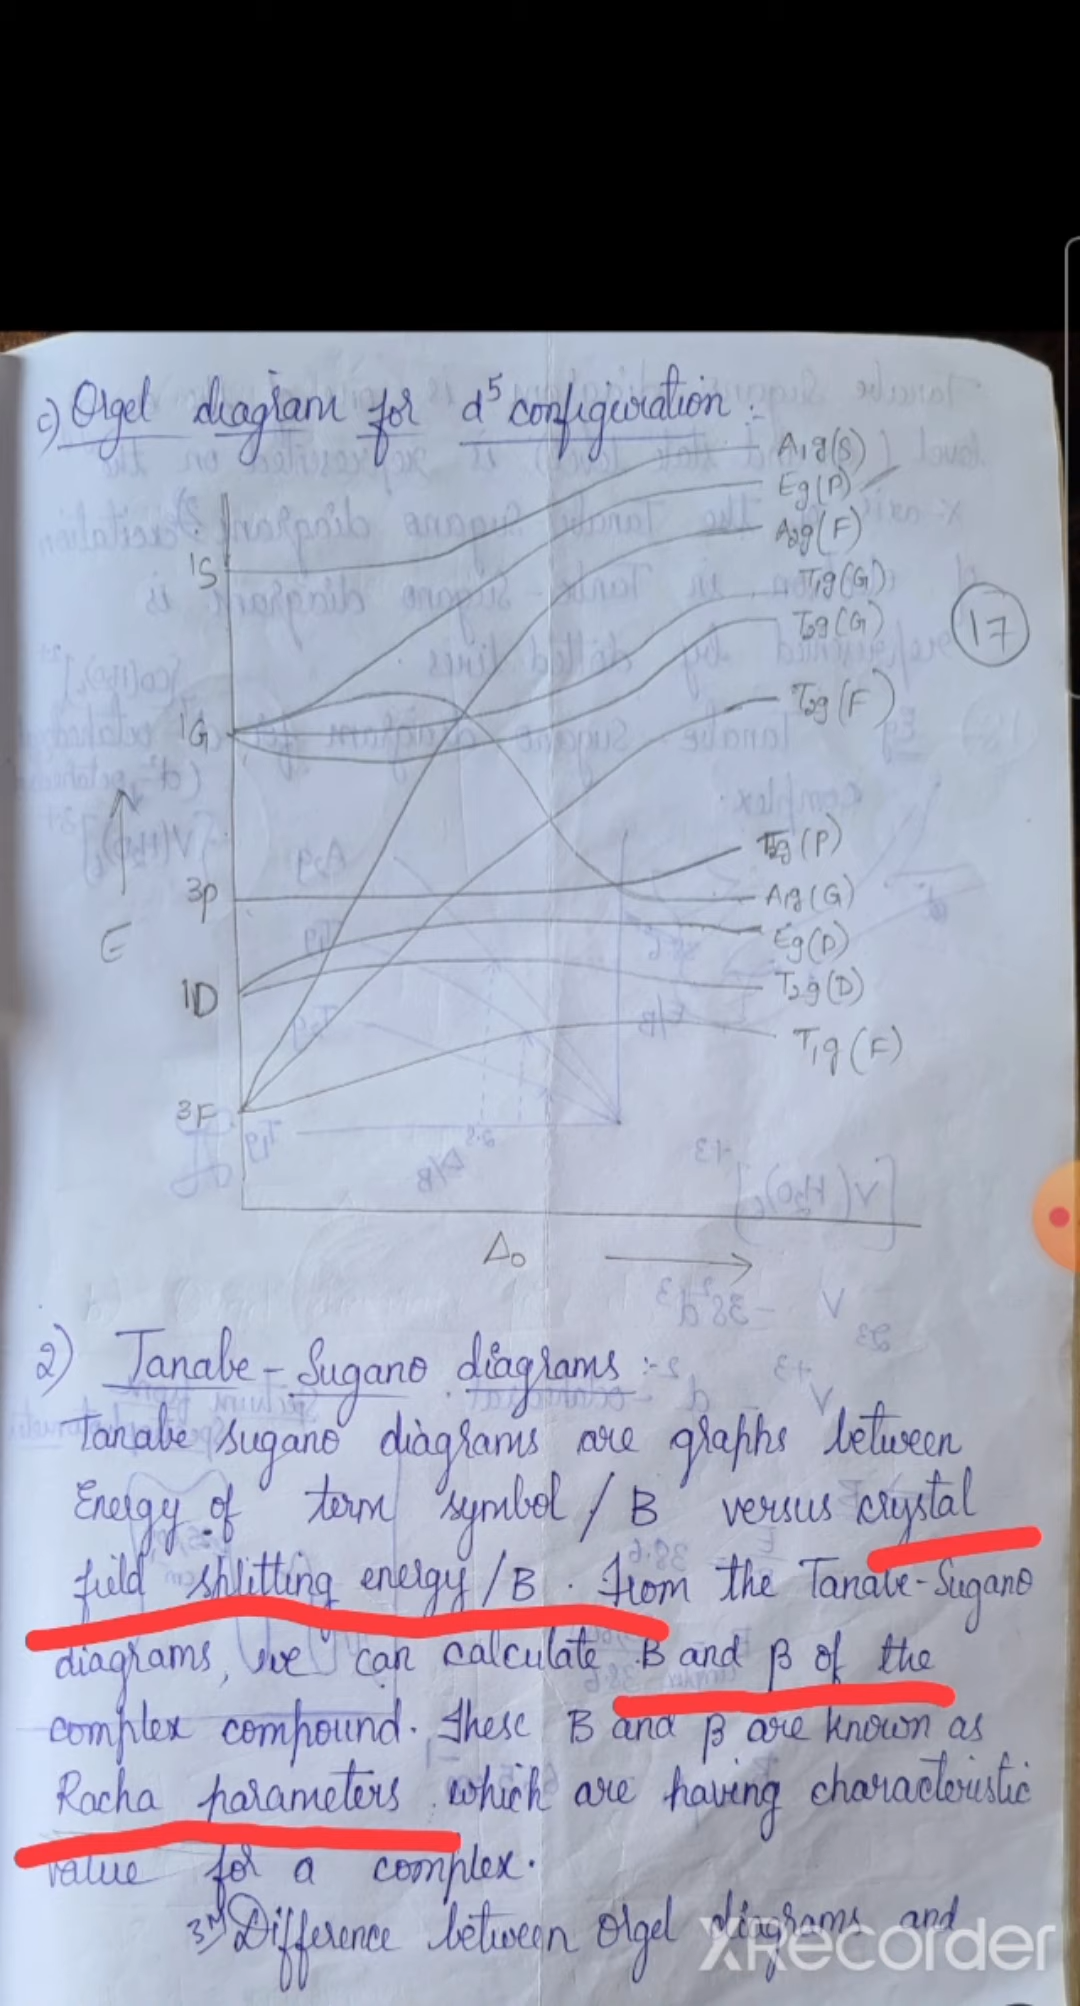 c) Orgel diagram for d⁵ configuration :-
A₁g(S)
Eg(P)
A₂g(F)
T₁g(G)
T₂g(G)
17
T₂g(F)
T₂g(P)
A₁g(G)
Eg(D)
T₂g(D)
T₁g(F)
¹S
¹G
3P
1D
3F
E
Δ₀
2) Tanabe-Sugano diagrams :-
Tanabe sugano diagrams are graphs between
Energy of term symbol / B versus crystal
field splitting energy/B. From the Tanabe-Sugano
diagrams, we can calculate B and β of the
complex compound. These B and β are known as
Racha parameters which are having characteristic
value for a complex.
3M Difference between Orgel diagrams and
XRecorder